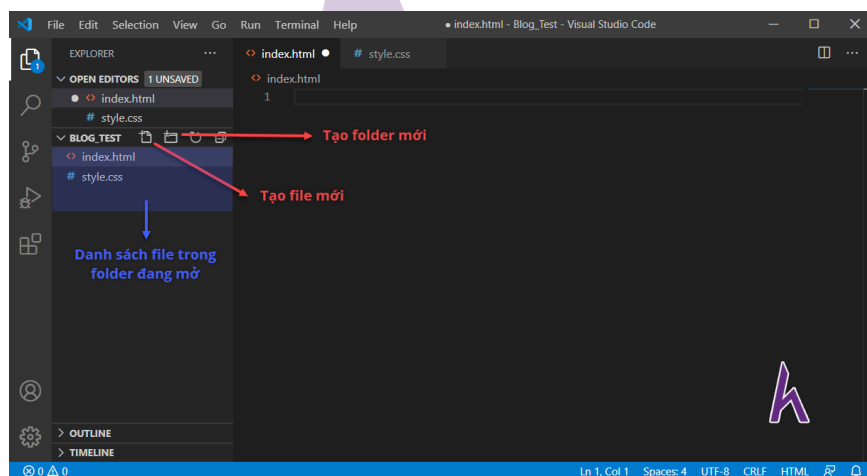 File Edit Selection View Go Run Terminal Help
● index.html - Blog_Test - Visual Studio Code
EXPLORER
index.html
# style.css
OPEN EDITORS 1 UNSAVED
index.html
1
1
index.html
# style.css
BLOG_TEST
Tạo folder mới
index.html
# style.css
Tạo file mới
Danh sách file trong
folder đang mở
OUTLINE
TIMELINE
0 0
Ln 1, Col 1 Spaces: 4 UTF-8 CRLF HTML